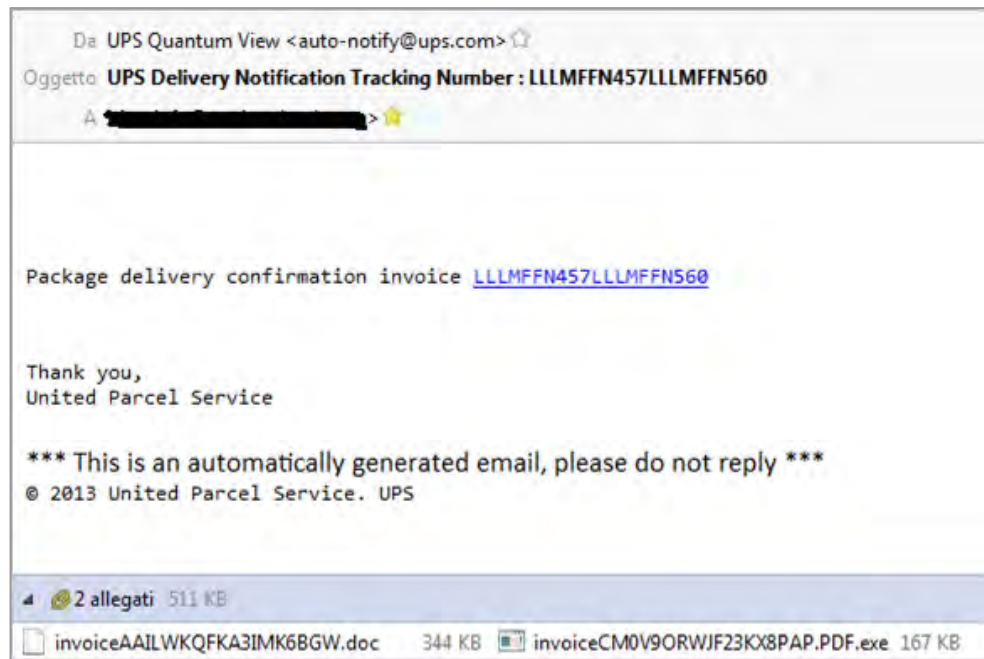 Da UPS Quantum View <auto-notify@ups.com>
Oggetto UPS Delivery Notification Tracking Number : LLLMFFN457LLLMFFN560
A >
Package delivery confirmation invoice LLLMFFN457LLLMFFN560
Thank you,
United Parcel Service
*** This is an automatically generated email, please do not reply ***
© 2013 United Parcel Service. UPS
2 allegati 511 KB
invoiceAAILWKQFKA3IMK6BGW.doc 344 KB invoiceCM0V9ORWJF23KX8PAP.PDF.exe 167 KB